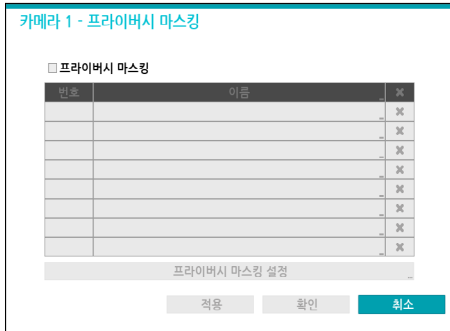 카메라 1 - 프라이버시 마스킹
프라이버시 마스킹
번호 이름
프라이버시 마스킹 설정
적용 확인 취소